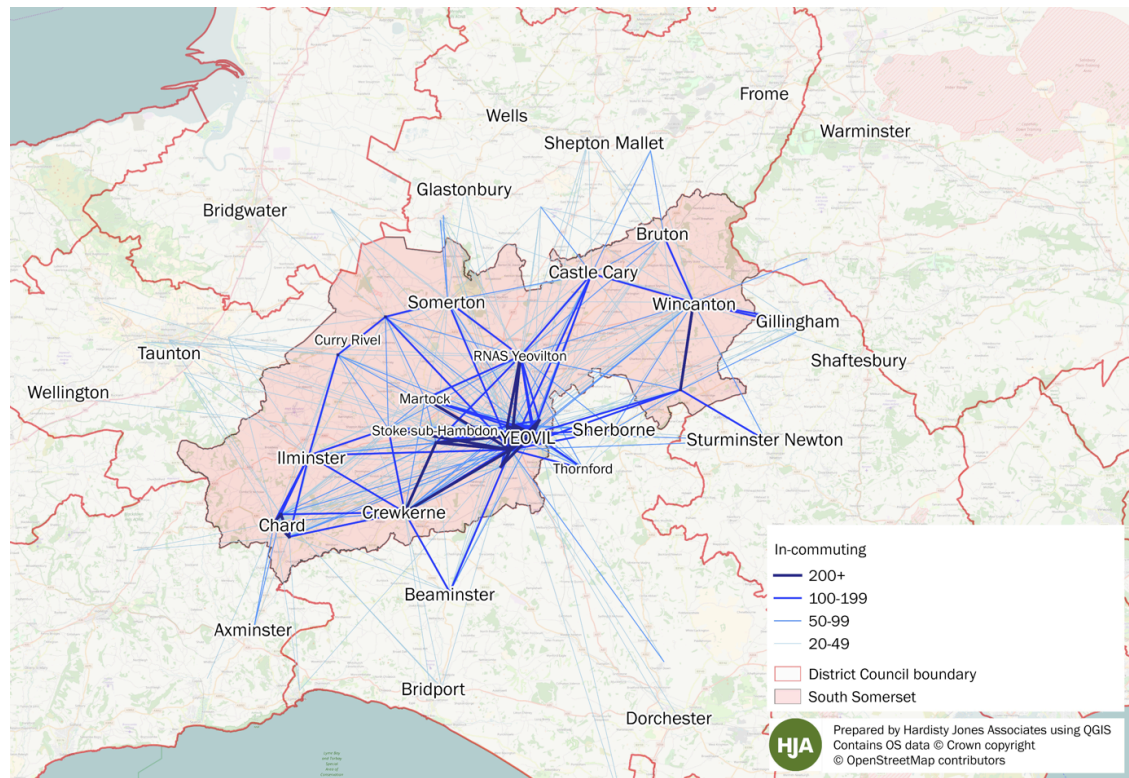 Frome
Wells
Warminster
Shepton Mallet
Glastonbury
Bridgwater
Bruton
Castle Cary
Somerton
Wincanton
Gillingham
Curry Rivel
Taunton
RNAS Yeovilton
Shaftesbury
Wellington
Martock
Stoke sub-Hambdon
YEOVIL
Sherborne
Sturminster Newton
Ilminster
Thornford
Crewkerne
Chard
Beaminster
Axminster
Bridport
Dorchester
In-commuting
200+
100-199
50-99
20-49
District Council boundary
South Somerset
HJA
Prepared by Hardisty Jones Associates using QGIS
Contains OS data © Crown copyright
© OpenStreetMap contributors